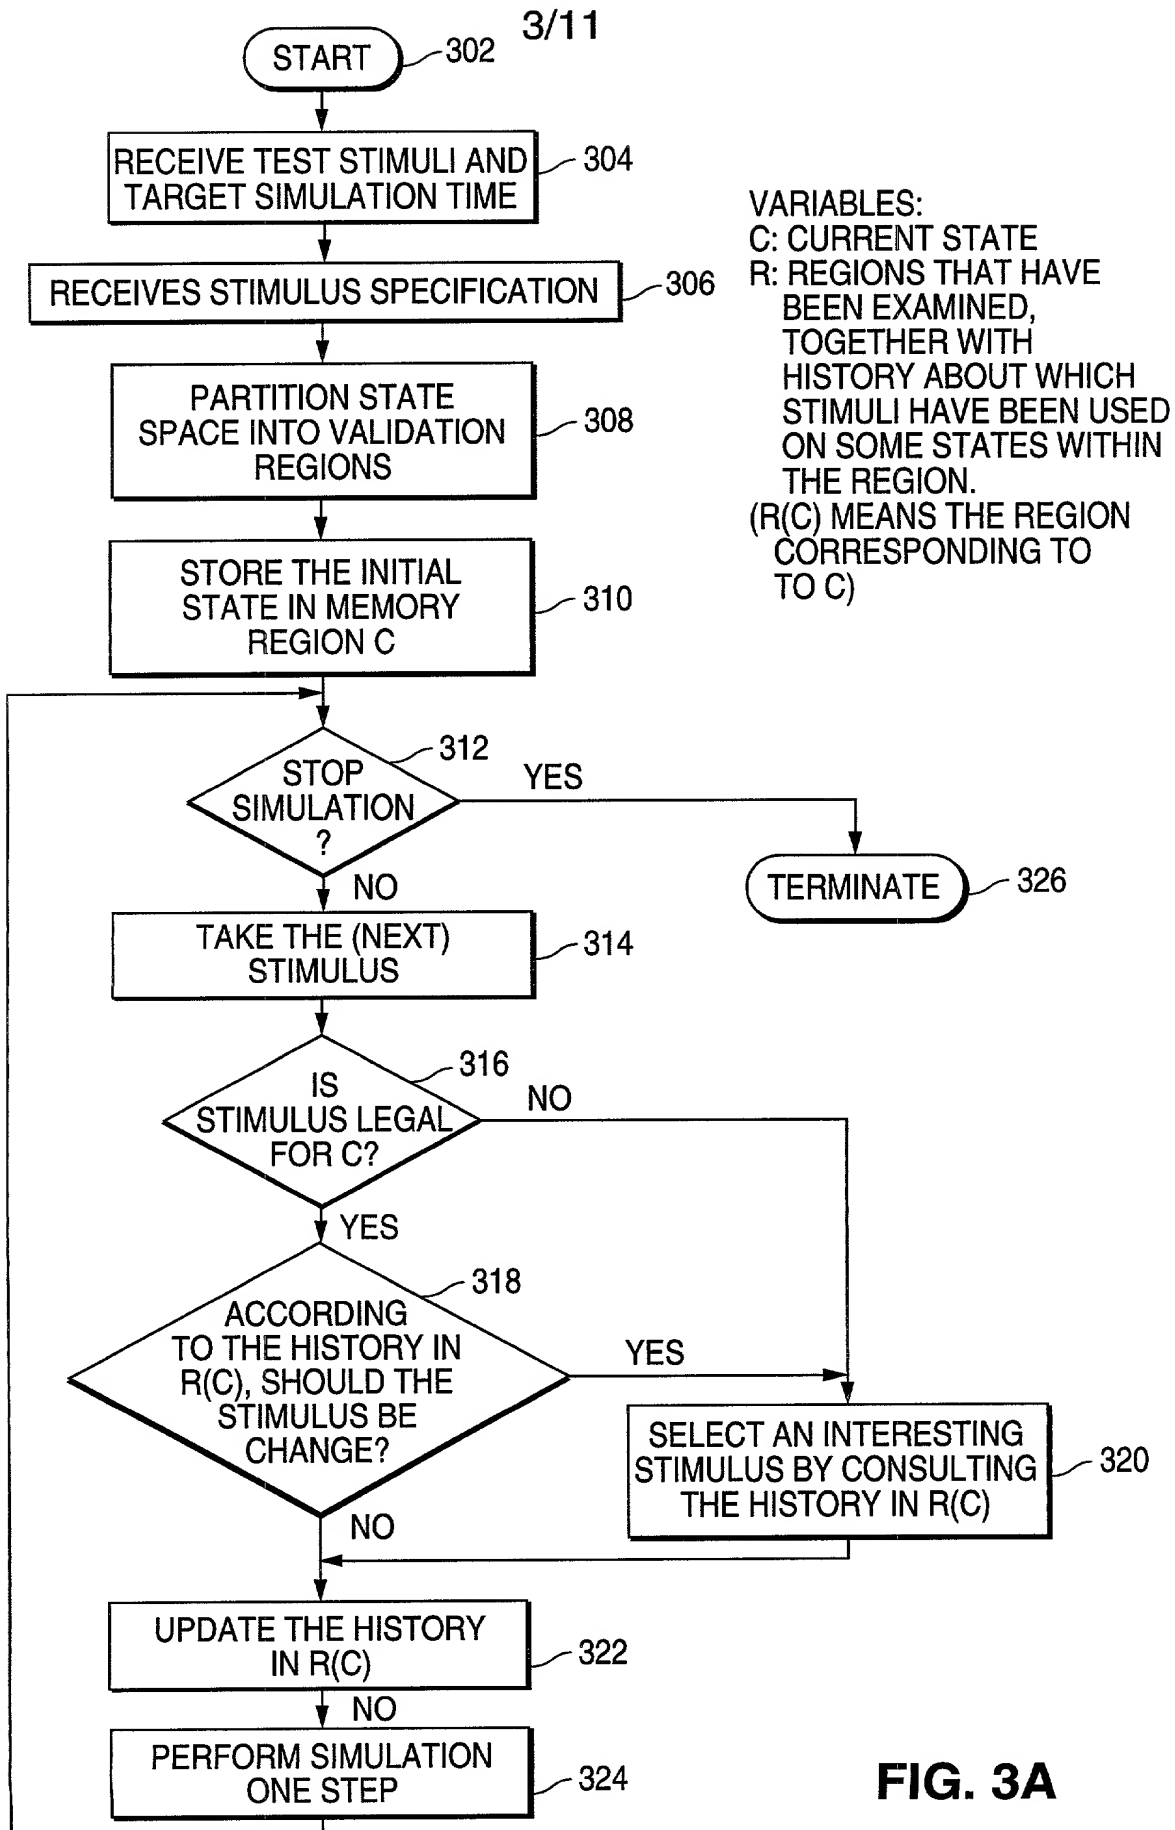 3/11
START
302
RECEIVE TEST STIMULI AND
TARGET SIMULATION TIME
304
RECEIVES STIMULUS SPECIFICATION
306
PARTITION STATE
SPACE INTO VALIDATION
REGIONS
308
STORE THE INITIAL
STATE IN MEMORY
REGION C
310
VARIABLES:
C: CURRENT STATE
R: REGIONS THAT HAVE
BEEN EXAMINED,
TOGETHER WITH
HISTORY ABOUT WHICH
STIMULI HAVE BEEN USED
ON SOME STATES WITHIN
THE REGION.
(R(C) MEANS THE REGION
CORRESPONDING TO
TO C)
STOP
SIMULATION
?
312
YES
TERMINATE
326
NO
TAKE THE (NEXT)
STIMULUS
314
IS
STIMULUS LEGAL
FOR C?
316
NO
YES
ACCORDING
TO THE HISTORY IN
R(C), SHOULD THE
STIMULUS BE
CHANGE?
318
YES
SELECT AN INTERESTING
STIMULUS BY CONSULTING
THE HISTORY IN R(C)
320
NO
UPDATE THE HISTORY
IN R(C)
322
NO
PERFORM SIMULATION
ONE STEP
324
FIG. 3A